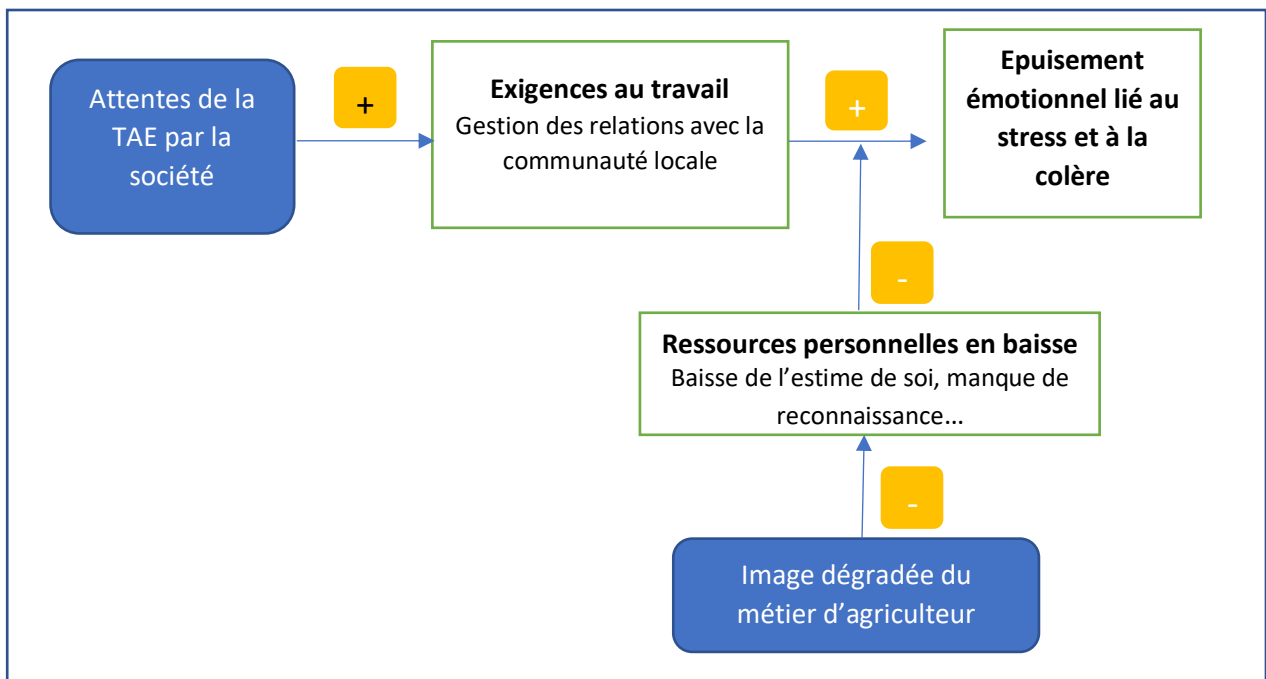 Attentes de la
TAE par la
société
+
Exigences au travail
Gestion des relations avec la
communauté locale
+
Epuisement
émotionnel lié au
stress et à la
colère
-
Ressources personnelles en baisse
Baisse de l’estime de soi, manque de
reconnaissance...
-
Image dégradée du
métier d’agriculteur